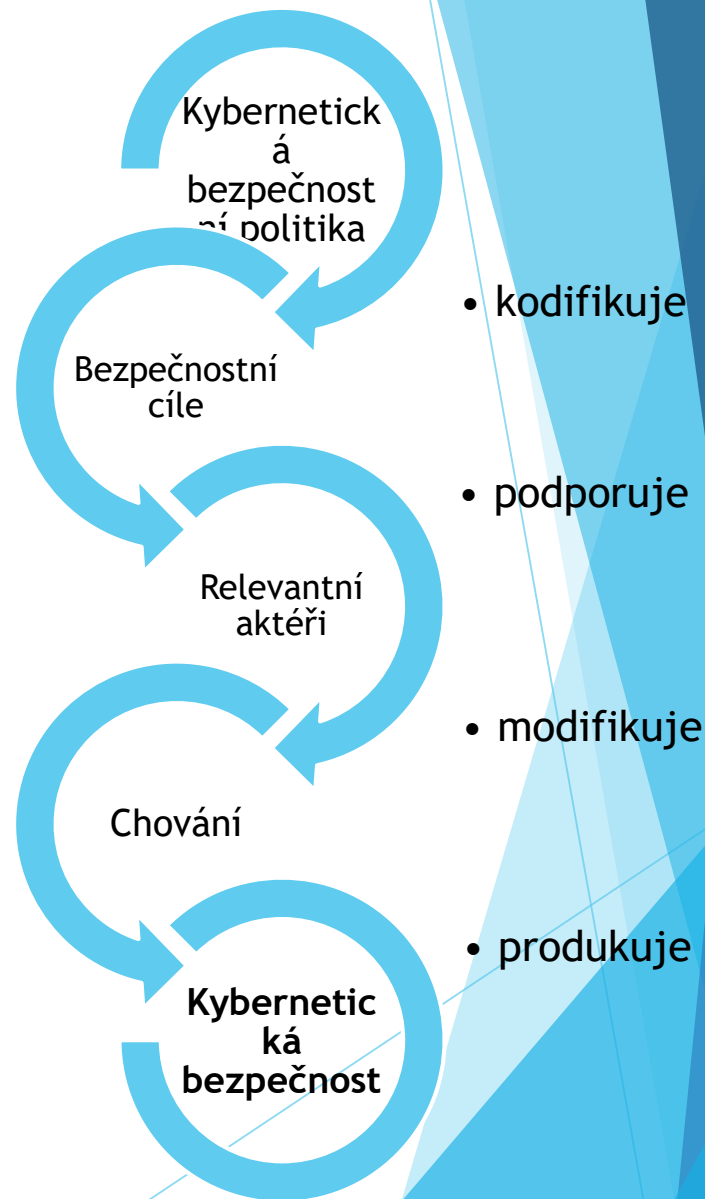 Kybernetick
á
bezpečnost
ní politika
• kodifikuje
Bezpečnostní
cíle
• podporuje
Relevantní
aktéři
• modifikuje
Chování
• produkuje
Kybernetic
ká
bezpečnost